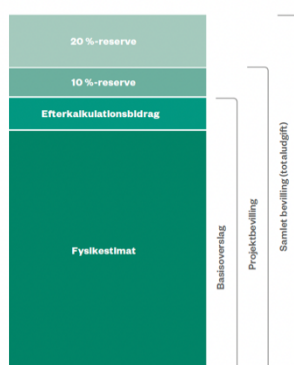 20 %-reserve
10 %-reserve
Efterkalkulationsbidrag
Fysikestimat
Basisoverslag
Projektbevilling
Samlet bevilling (totaludgift)